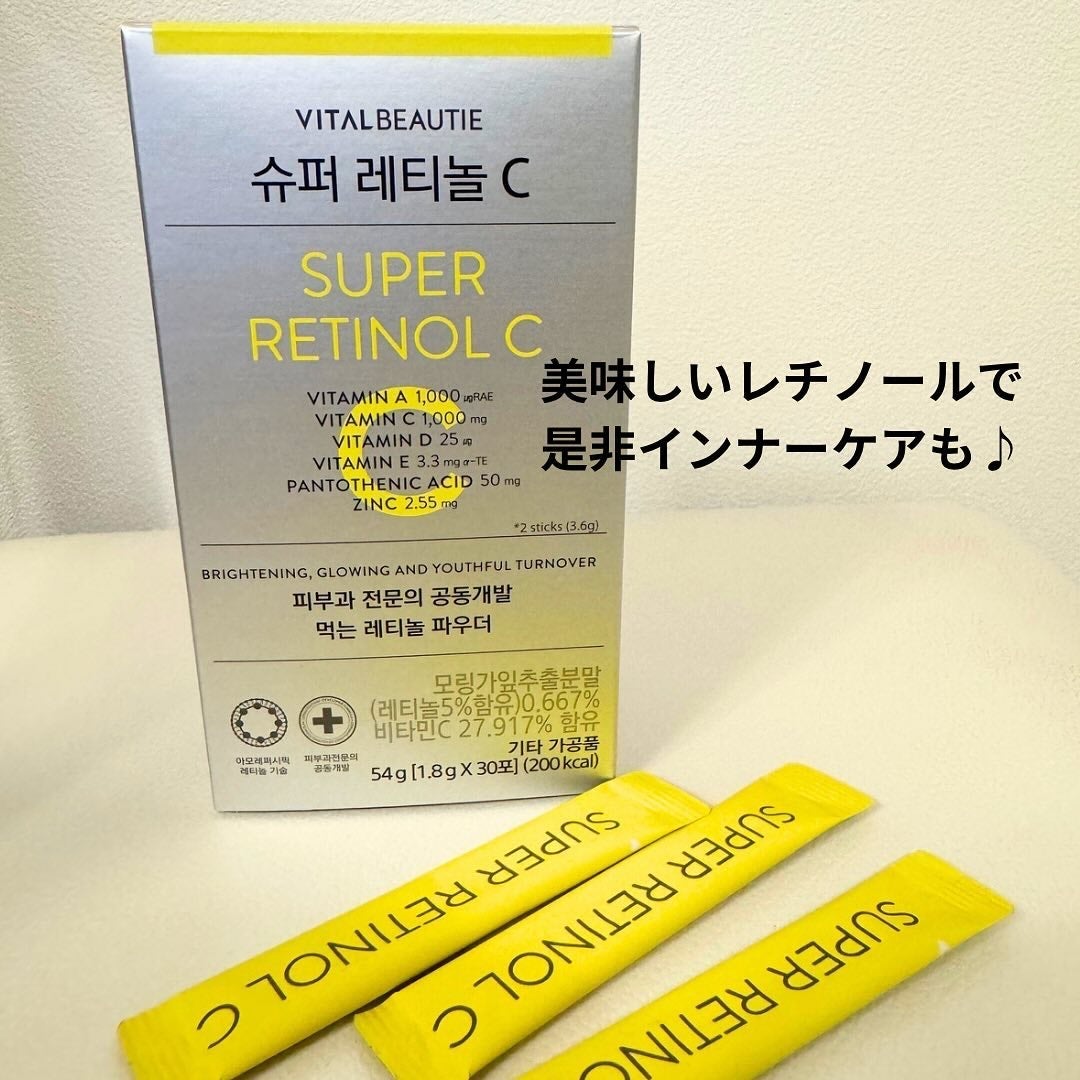 VITALBEAUTIE
슈퍼 레티놀 C
SUPER
RETINOL C
VITAMIN A 1,000 ㎍RAE
VITAMIN C 1,000 mg
VITAMIN D 25 ㎍
VITAMIN E 3.3 mg α-TE
PANTOTHENIC ACID 50 mg
ZINC 2.55 mg
C
*2 sticks (3.6g)
BRIGHTENING, GLOWING AND YOUTHFUL TURNOVER
피부과 전문의 공동개발
먹는 레티놀 파우더
모링가잎추출분말
(레티놀5%함유)0.667%
비타민C 27.917% 함유
기타 가공품
54g [1.8g X 30포] (200kcal)
아모레퍼시픽
레티놀 기술
피부과전문의
공동개발
美味しいレチノールで
是非インナーケアも♪
SUPER RETINOL C
SUPER RETINOL C
SUPER RETINOL